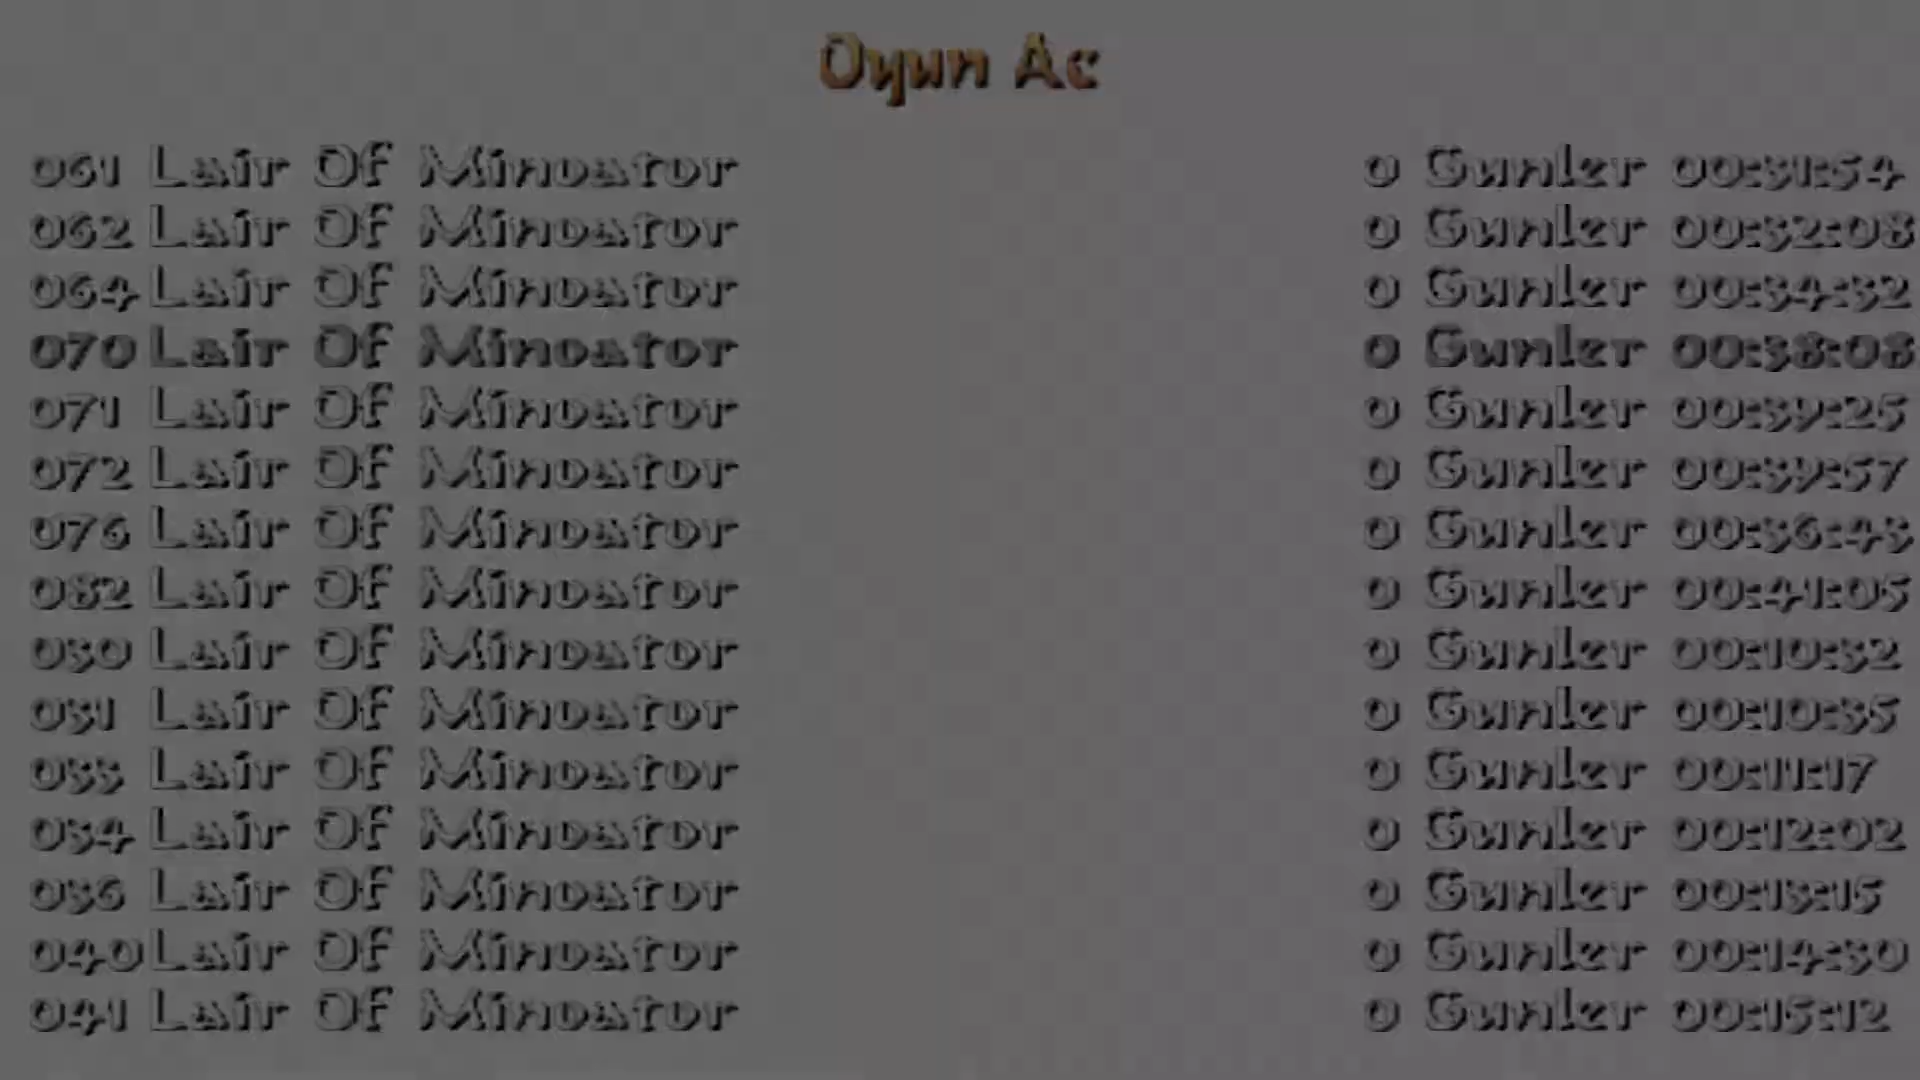 Oyun Ac
061 Lair Of Minoator 0 Gunler 00:31:54
062 Lair Of Minoator 0 Gunler 00:32:08
064 Lair Of Minoator 0 Gunler 00:34:32
070 Lair Of Minoator 0 Gunler 00:38:08
071 Lair Of Minoator 0 Gunler 00:39:25
072 Lair Of Minoator 0 Gunler 00:39:57
076 Lair Of Minoator 0 Gunler 00:36:43
082 Lair Of Minoator 0 Gunler 00:41:05
030 Lair Of Minoator 0 Gunler 00:10:32
031 Lair Of Minoator 0 Gunler 00:10:35
033 Lair Of Minoator 0 Gunler 00:11:17
034 Lair Of Minoator 0 Gunler 00:12:02
036 Lair Of Minoator 0 Gunler 00:13:15
040 Lair Of Minoator 0 Gunler 00:14:30
041 Lair Of Minoator 0 Gunler 00:15:12